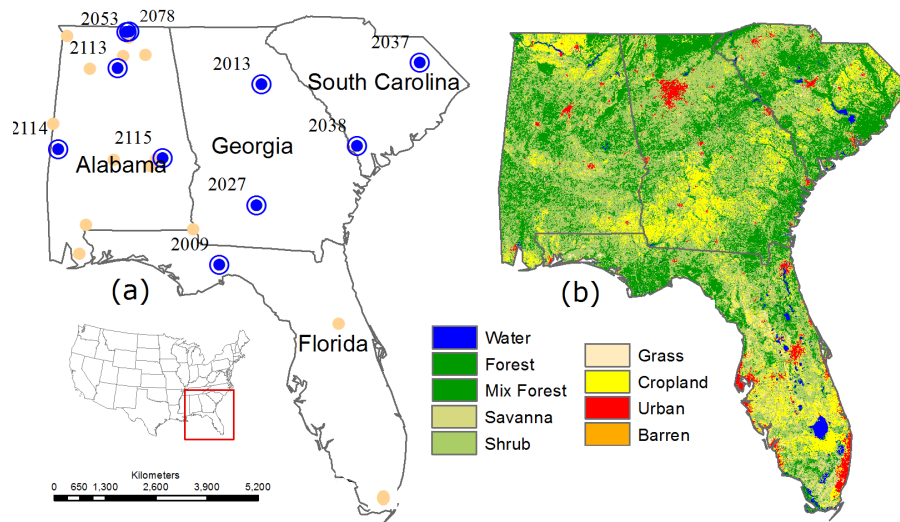 2053 2078
2113
2037
2013
South Carolina
2114
2115
2038
Georgia
Alabama
2027
2009
(a)
Florida
Kilometers
0 650 1,300 2,600 3,900 5,200
(b)
Water
Forest
Mix Forest
Savanna
Shrub
Grass
Cropland
Urban
Barren